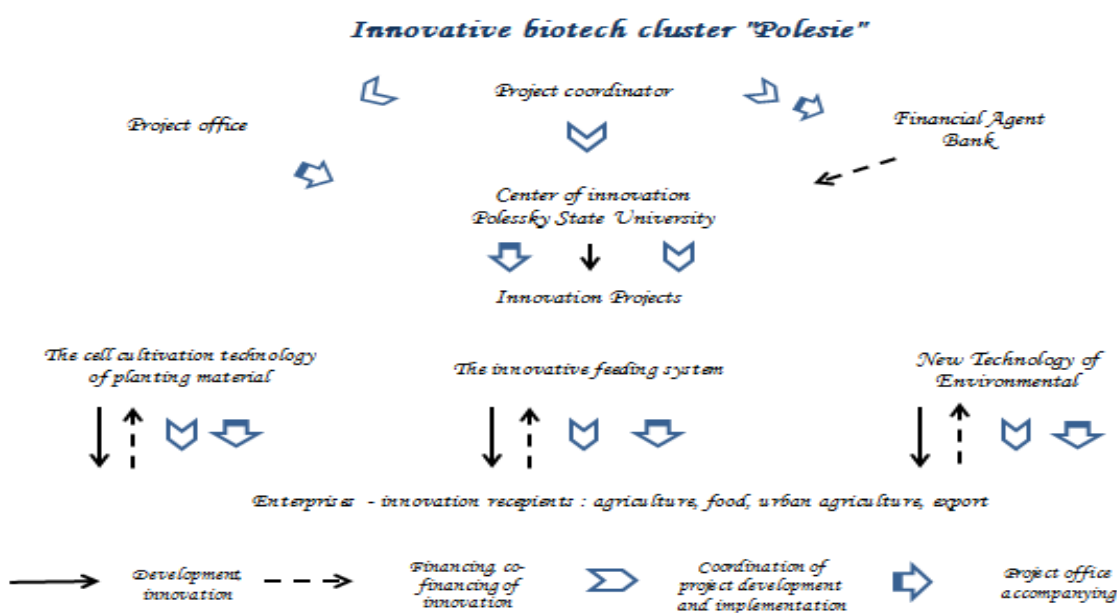 Innovative biotech cluster "Polesie"
Project coordinator
Project office
Financial Agent
Bank
Center of innovation
Polessky State University
Innovation Projects
The cell cultivation technology
of planting material
The innovative feeding system
New Technology of
Environmental
Enterprises - innovation recepients : agriculture, food, urban agriculture, export
Development
innovation
Financing, co-
financing of
innovation
Coordination of
project development
and implementation
Project office
accompanying